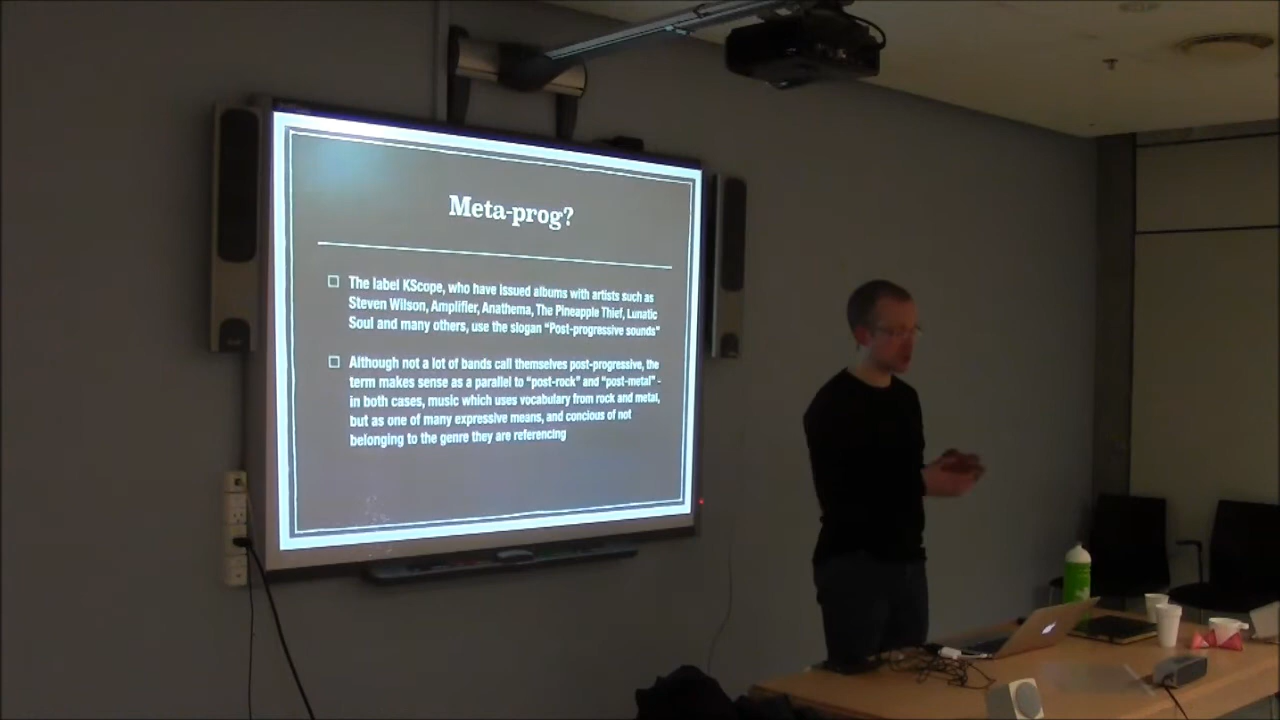 Meta-prog?
The label KScope, who have issued albums with artists such as
Steven Wilson, Amplifier, Anathema, The Pineapple Thief, Lunatic
Soul and many others, use the slogan “Post-progressive sounds”
Although not a lot of bands call themselves post-progressive, the
term makes sense as a parallel to “post-rock” and “post-metal” -
in both cases, music which uses vocabulary from rock and metal,
but as one of many expressive means, and concious of not
belonging to the genre they are referencing